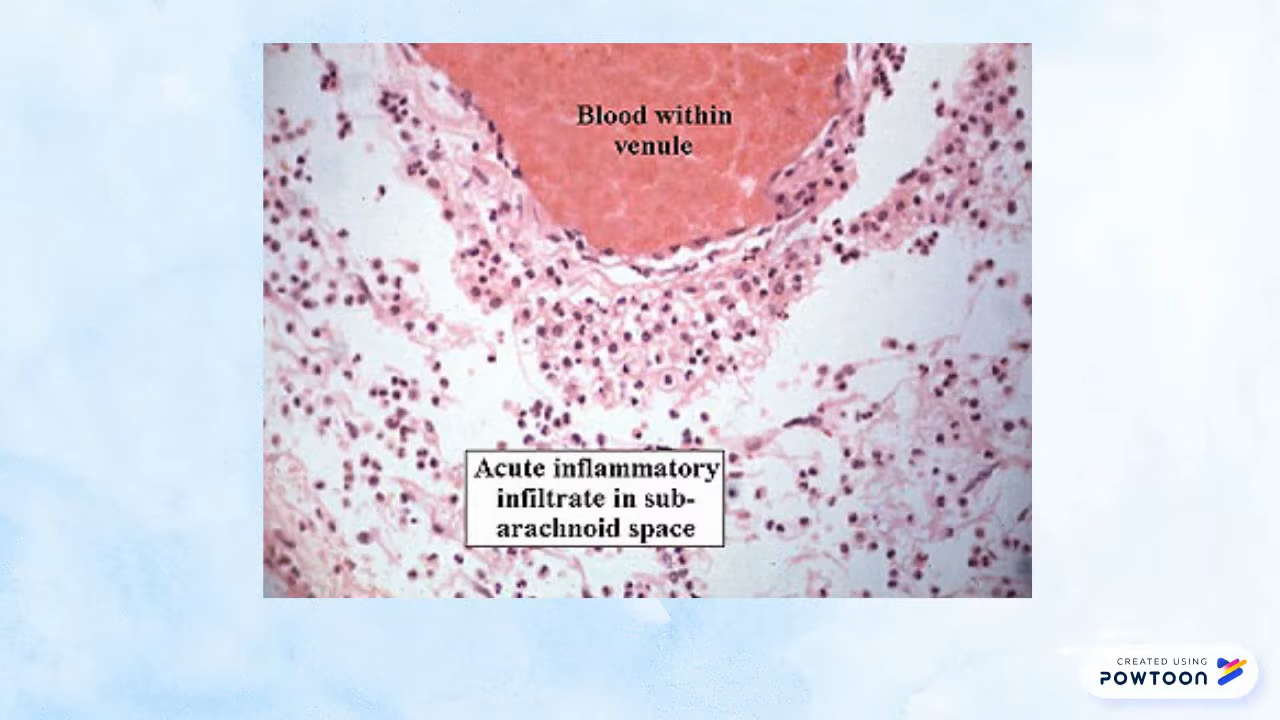 Blood within
venule
Acute inflammatory
infiltrate in sub-
arachnoid space
CREATED USING
POWTOON